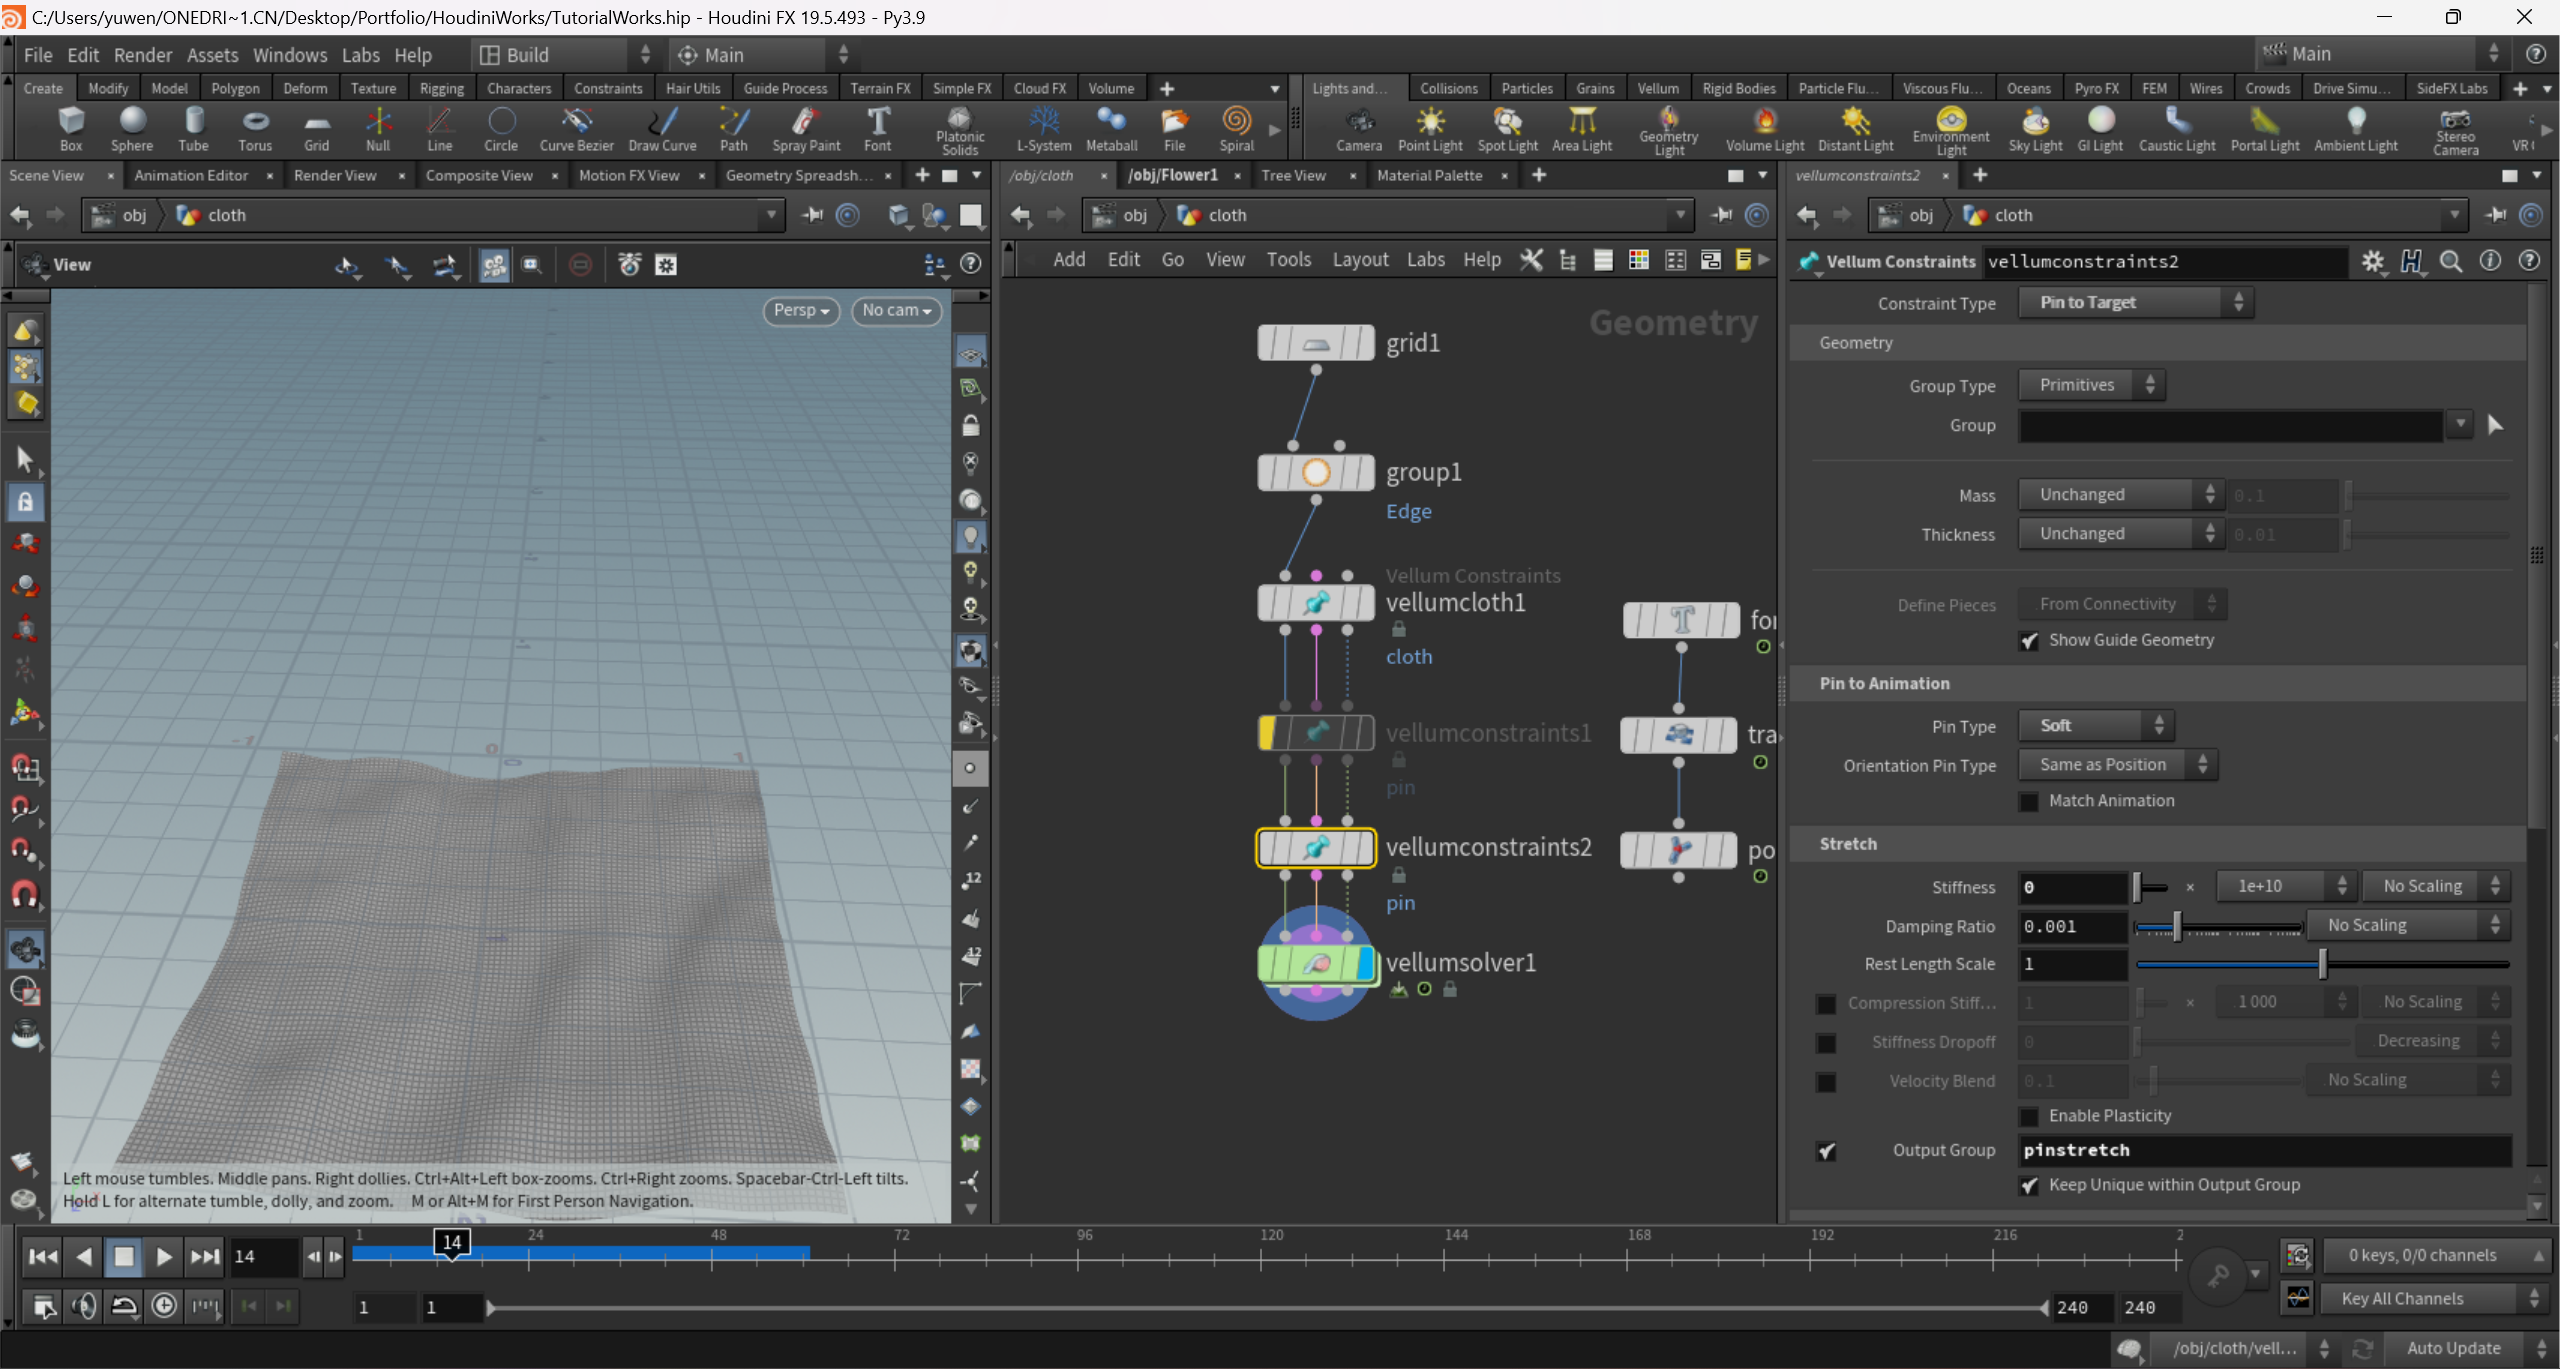 C:/Users/yuwen/ONEDRI~1.CN/Desktop/Portfolio/HoudiniWorks/TutorialWorks.hip - Houdini FX 19.5.493 - Py3.9
File Edit Render Assets Windows Labs Help Build Main Main
Create Modify Model Polygon Deform Texture Rigging Characters Constraints Hair Utils Guide Process Terrain FX Simple FX Cloud FX Volume
Lights and... Collisions Particles Grains Vellum Rigid Bodies Particle Flu... Viscous Flu... Oceans Pyro FX FEM Wires Crowds Drive Simu... SideFX Labs
Box Sphere Tube Torus Grid Null Line Circle Curve Bezier Draw Curve Path Spray Paint Font Platonic Solids L-System Metaball File Spiral
Camera Point Light Spot Light Area Light Geometry Light Volume Light Distant Light Environment Light Sky Light GI Light Caustic Light Portal Light Ambient Light Stereo Camera VR
Scene View Animation Editor Render View Composite View Motion FX View Geometry Spreadsh...
/obj/cloth /obj/Flower1 Tree View Material Palette
vellumconstraints2
obj cloth
obj cloth
obj cloth
View
Add Edit Go View Tools Layout Labs Help
Vellum Constraints vellumconstraints2
Persp No cam
-1
0
0
1
Left mouse tumbles. Middle pans. Right dollies. Ctrl+Alt+Left box-zooms. Ctrl+Right zooms. Spacebar-Ctrl-Left tilts.
Hold L for alternate tumble, dolly, and zoom. M or Alt+M for First Person Navigation.
12
12
Geometry
grid1
group1
Edge
Vellum Constraints
vellumcloth1
cloth
vellumconstraints1
pin
vellumconstraints2
pin
vellumsolver1
fo
tra
po
Constraint Type Pin to Target
Geometry
Group Type Primitives
Group
Mass Unchanged 0.1
Thickness Unchanged 0.01
Define Pieces From Connectivity
Show Guide Geometry
Pin to Animation
Pin Type Soft
Orientation Pin Type Same as Position
Match Animation
Stretch
Stiffness 0 × 1e+10 No Scaling
Damping Ratio 0.001 No Scaling
Rest Length Scale 1
Compression Stiff... 1 × 1000 No Scaling
Stiffness Dropoff 0 Decreasing
Velocity Blend 0.1 No Scaling
Enable Plasticity
Output Group pinstretch
Keep Unique within Output Group
14 1 14 24 48 72 96 120 144 168 192 216 2
0 keys, 0/0 channels
1 1 240 240 Key All Channels
/obj/cloth/vell... Auto Update